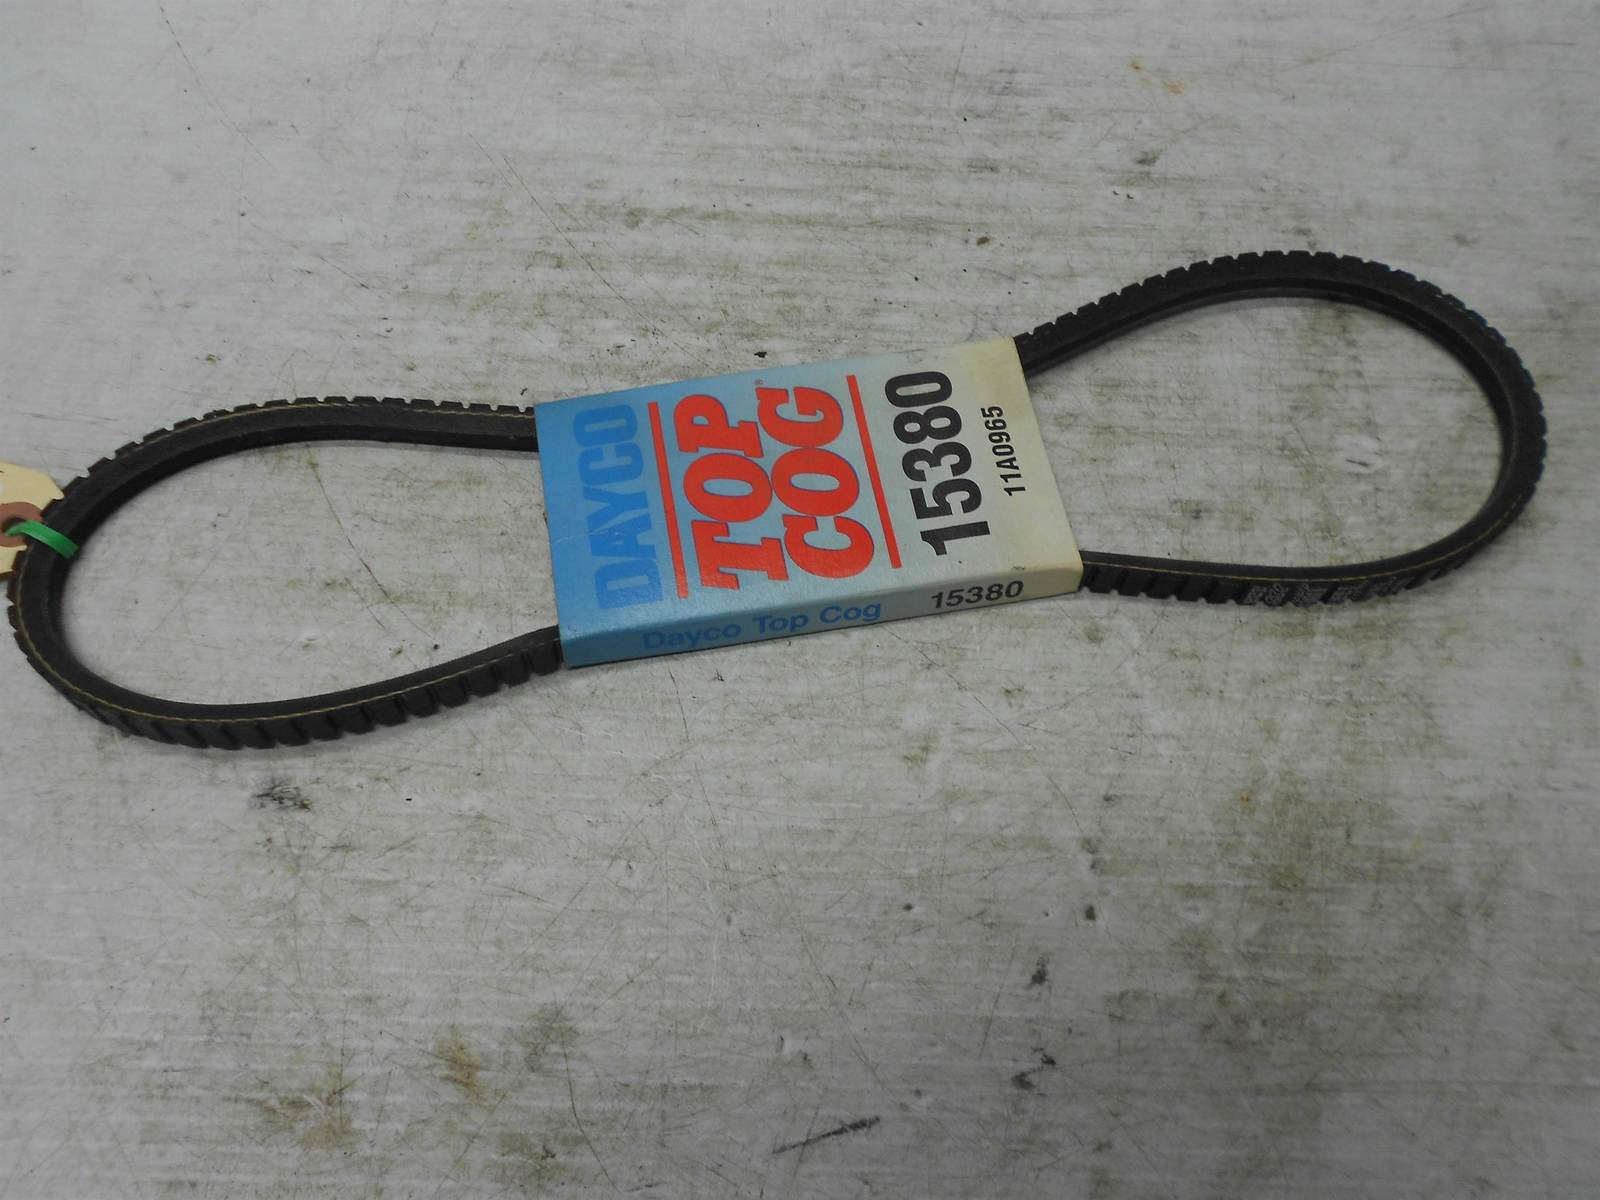 DAYCO
TOP
COG®
15380
11A0965
Dayco Top Cog 15380